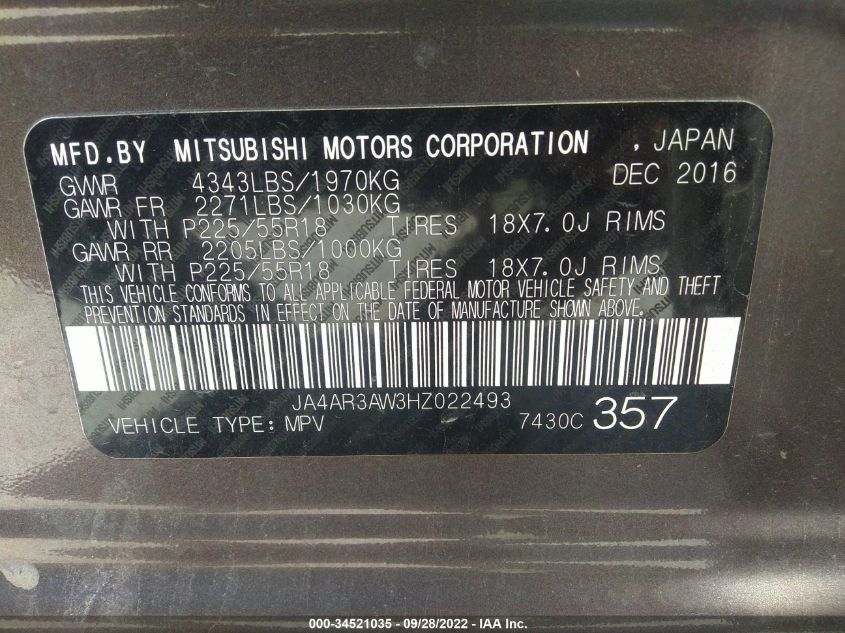 MFD.BY MITSUBISHI MOTORS CORPORATION , JAPAN
GVWR 4343LBS/1970KG DEC 2016
GAWR FR 2271LBS/1030KG
WITH P225/55R18 TIRES 18X7.0J RIMS
GAWR RR 2205LBS/1000KG
WITH P225/55R18 TIRES 18X7.0J RIMS
THIS VEHICLE CONFORMS TO ALL APPLICABLE FEDERAL MOTOR VEHICLE SAFETY AND THEFT
PREVENTION STANDARDS IN EFFECT ON THE DATE OF MANUFACTURE SHOWN ABOVE.
JA4AR3AW3HZ022493
VEHICLE TYPE: MPV 7430C 357
000-34521035 - 09/28/2022 - © IAA, Inc.